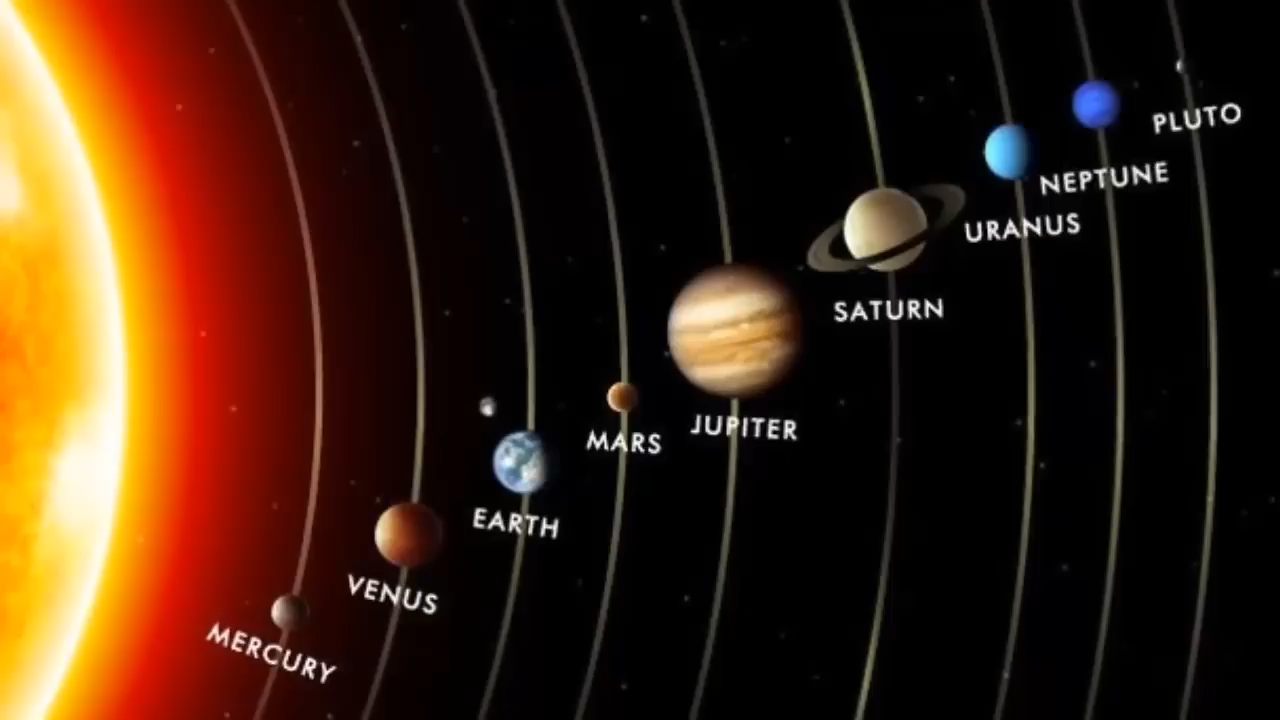 MERCURY
VENUS
EARTH
MARS
JUPITER
SATURN
URANUS
NEPTUNE
PLUTO